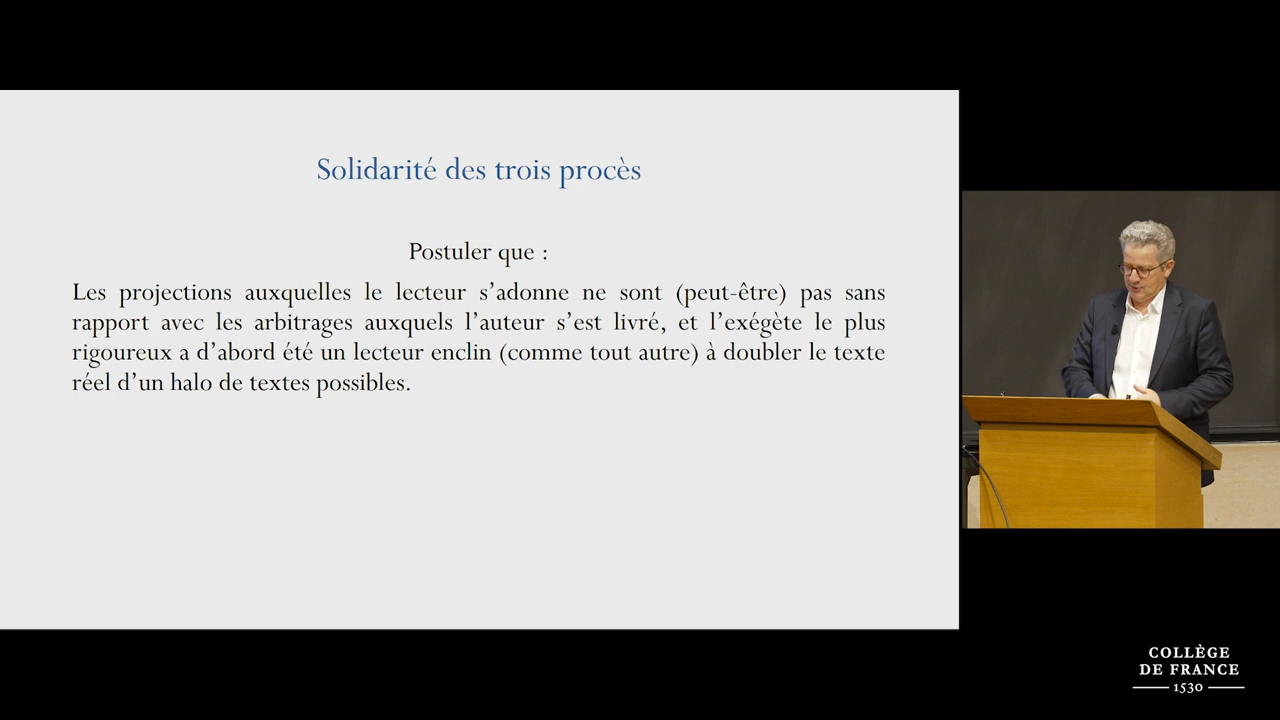 Solidarité des trois procès
Postuler que :
Les projections auxquelles le lecteur s’adonne ne sont (peut-être) pas sans
rapport avec les arbitrages auxquels l’auteur s’est livré, et l’exégète le plus
rigoureux a d’abord été un lecteur enclin (comme tout autre) à doubler le texte
réel d’un halo de textes possibles.
COLLÈGE
DE FRANCE
1530